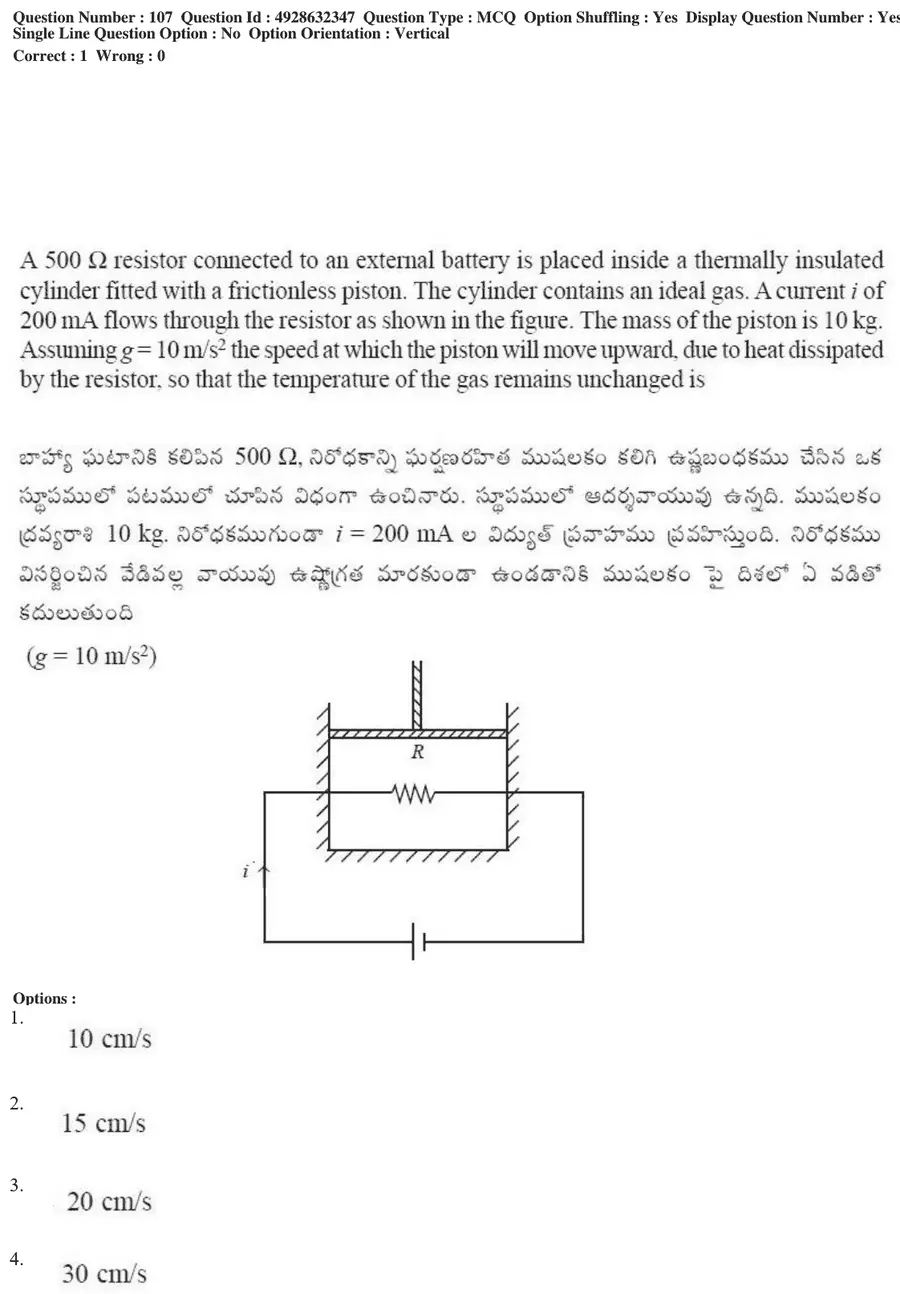 Question Number : 107 Question Id : 4928632347 Question Type : MCQ Option Shuffling : Yes Display Question Number : Yes
Single Line Question Option : No Option Orientation : Vertical
Correct : 1 Wrong : 0
A 500 Ω resistor connected to an external battery is placed inside a thermally insulated
cylinder fitted with a frictionless piston. The cylinder contains an ideal gas. A current i of
200 mA flows through the resistor as shown in the figure. The mass of the piston is 10 kg.
Assuming g = 10 m/s² the speed at which the piston will move upward, due to heat dissipated
by the resistor, so that the temperature of the gas remains unchanged is
బాహ్యా ఘటానికి కలిపిన 500 Ω, నిరోధకాన్ని ఘర్షణరహిత ముషలకం కలిగి ఉష్ణబంధకము చేసిన ఒక
స్థూపములో పటములో చూపిన విధంగా ఉంచినారు. స్థూపములో ఆదర్శవాయువు ఉన్నది. ముషలకం
ద్రవ్యరాశి 10 kg. నిరోధకముగుండా i = 200 mA ల విద్యుత్ ప్రవాహము ప్రవహిస్తుంది. నిరోధకము
విసర్జించిన వేడివల్ల వాయువు ఉష్ణోగ్రత మారకుండా ఉండడానికి ముషలకం పై దిశలో ఏ వడితో
కదులుతుంది
(g = 10 m/s²)
R
i
Options :
1.
10 cm/s
2.
15 cm/s
3.
20 cm/s
4.
30 cm/s